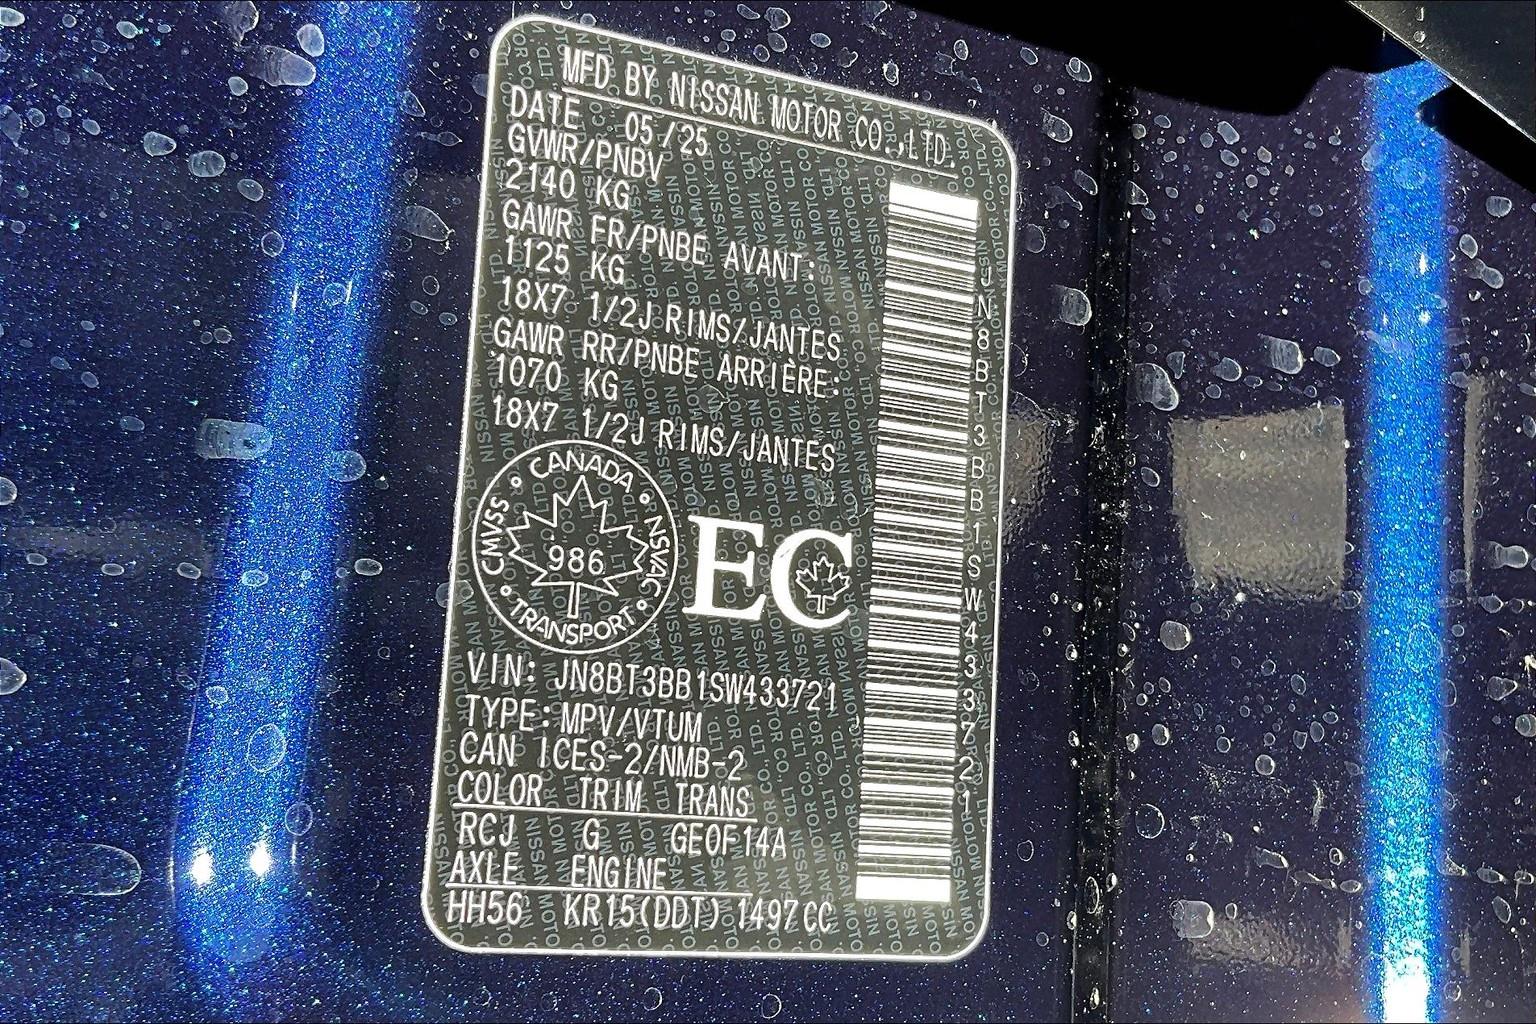 MFD BY NISSAN MOTOR CO.,LTD.
DATE 05/25
GVWR/PNBV
2140 KG
GAWR FR/PNBE AVANT:
1125 KG
18X7 1/2J RIMS/JANTES
GAWR RR/PNBE ARRIÈRE:
1070 KG
18X7 1/2J RIMS/JANTES
CANADA
CMVSS • NSVAC
986
• TRANSPORT •
EC
VIN: JN8BT3BB1SW433721
TYPE: MPV/VTUM
CAN ICES-2/NMB-2
COLOR TRIM TRANS
RCJ G GE0F14A
AXLE ENGINE
HH56 KR15(DDT) 1497CC
JN8BT3BB1SW433721